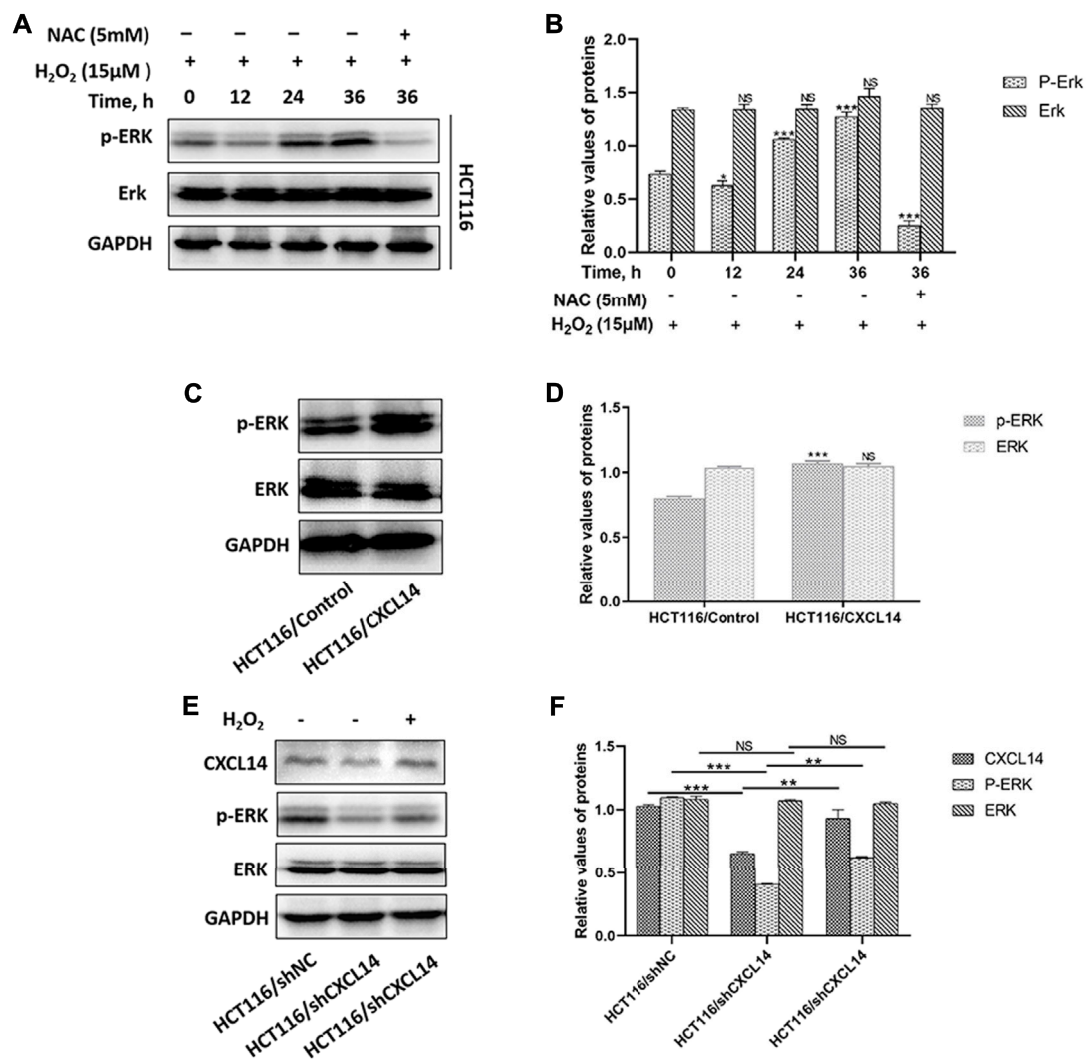 A
NAC (5mM) – – – – +
H2O2 (15μM ) + + + + +
Time, h 0 12 24 36 36
p-ERK
Erk
GAPDH
HCT116
B
Relative values of proteins
2.0
1.5
1.0
0.5
0.0
* *** *** ***
NS NS NS NS
P-Erk
Erk
Time, h 0 12 24 36 36
NAC (5mM) - - - - +
H2O2 (15μM) + + + + +
C
p-ERK
ERK
GAPDH
HCT116/Control
HCT116/CXCL14
D
Relative values of proteins
1.5
1.0
0.5
0.0
*** NS
p-ERK
ERK
HCT116/Control HCT116/CXCL14
E
H2O2 - - +
CXCL14
p-ERK
ERK
GAPDH
HCT116/shNC
HCT116/shCXCL14
HCT116/shCXCL14
F
Relative values of proteins
1.5
1.0
0.5
0.0
NS NS
*** **
*** **
CXCL14
P-ERK
ERK
HCT116/shNC
HCT116/shCXCL14
HCT116/shCXCL14